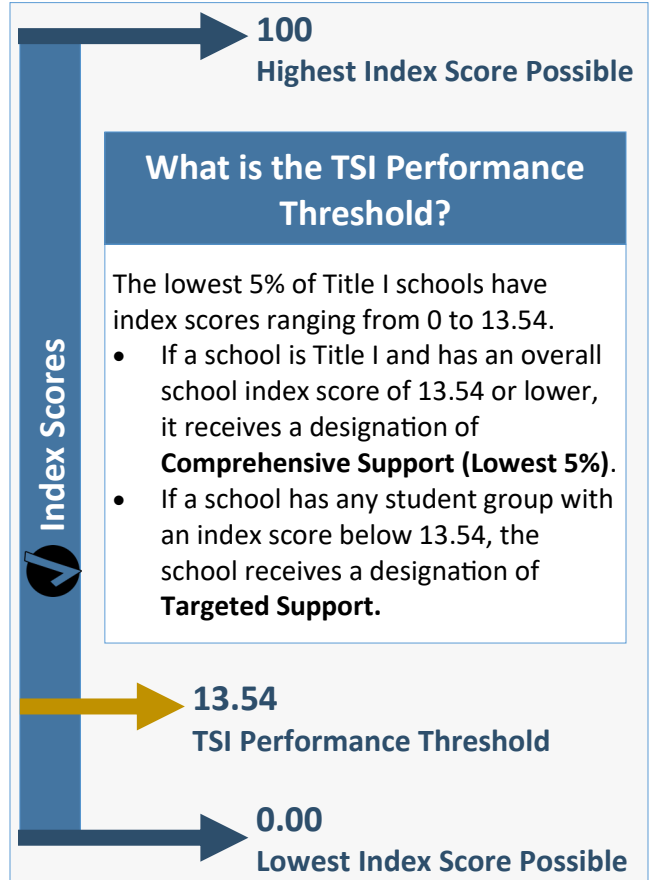 100
Highest Index Score Possible
What is the TSI Performance
Threshold?
The lowest 5% of Title I schools have
index scores ranging from 0 to 13.54.
• If a school is Title I and has an overall
school index score of 13.54 or lower,
it receives a designation of
Comprehensive Support (Lowest 5%).
• If a school has any student group with
an index score below 13.54, the
school receives a designation of
Targeted Support.
Index Scores
13.54
TSI Performance Threshold
0.00
Lowest Index Score Possible